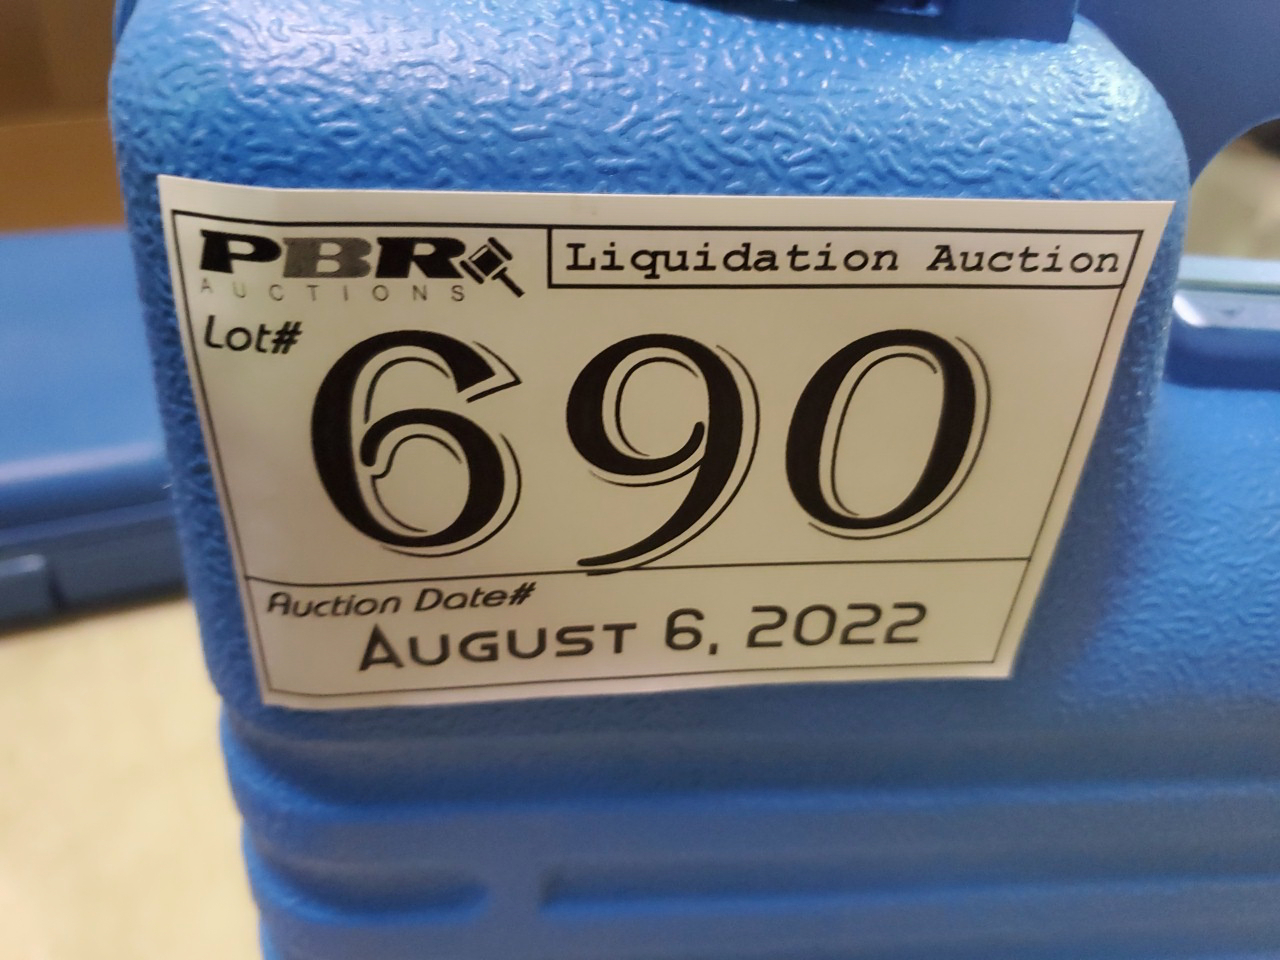 PBR
AUCTIONS
Liquidation Auction
Lot#
690
Auction Date#
AUGUST 6, 2022